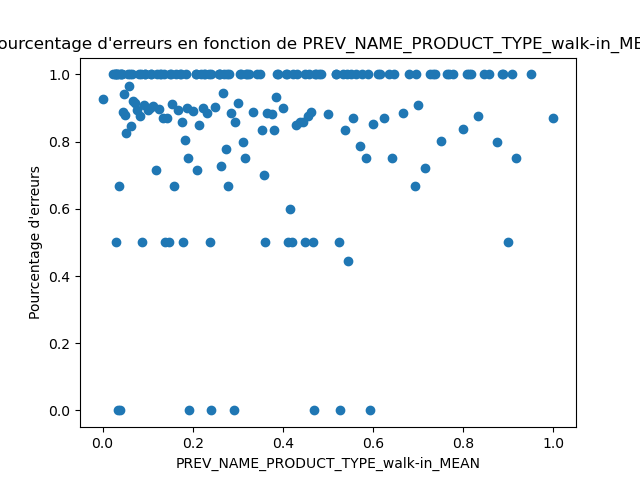 ourcentage d'erreurs en fonction de PREV_NAME_PRODUCT_TYPE_walk-in_ME
1.0
0.8
0.6
0.4
0.2
0.0
Pourcentage d'erreurs
0.0 0.2 0.4 0.6 0.8 1.0
PREV_NAME_PRODUCT_TYPE_walk-in_MEAN